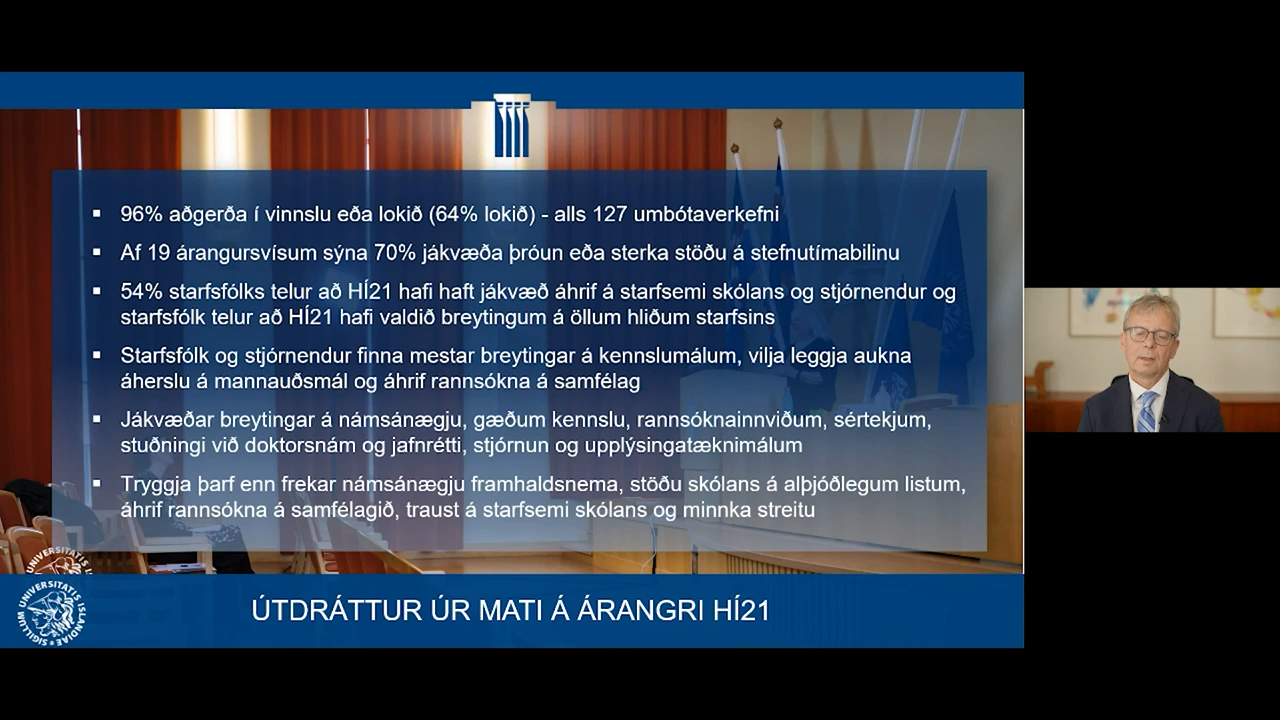 96% aðgerða í vinnslu eða lokið (64% lokið) - alls 127 umbótaverkefni
Af 19 árangursvísum sýna 70% jákvæða þróun eða sterka stöðu á stefnutímabilinu
54% starfsfólks telur að HÍ21 hafi haft jákvæð áhrif á starfsemi skólans og stjórnendur og
starfsfólk telur að HÍ21 hafi valdið breytingum á öllum hliðum starfsins
Starfsfólk og stjórnendur finna mestar breytingar á kennslumálum, vilja leggja aukna
áherslu á mannauðsmál og áhrif rannsókna á samfélag
Jákvæðar breytingar á námsánægju, gæðum kennslu, rannsóknainnviðum, sértekjum,
stuðningi við doktorsnám og jafnrétti, stjórnun og upplýsingatæknimálum
Tryggja þarf enn frekar námsánægju framhaldsnema, stöðu skólans á alþjóðlegum listum,
áhrif rannsókna á samfélagið, traust á starfsemi skólans og minnka streitu
SIGILLUM UNIVERSITATIS ISLANDIAE
ÚTDRÁTTUR ÚR MATI Á ÁRANGRI HÍ21